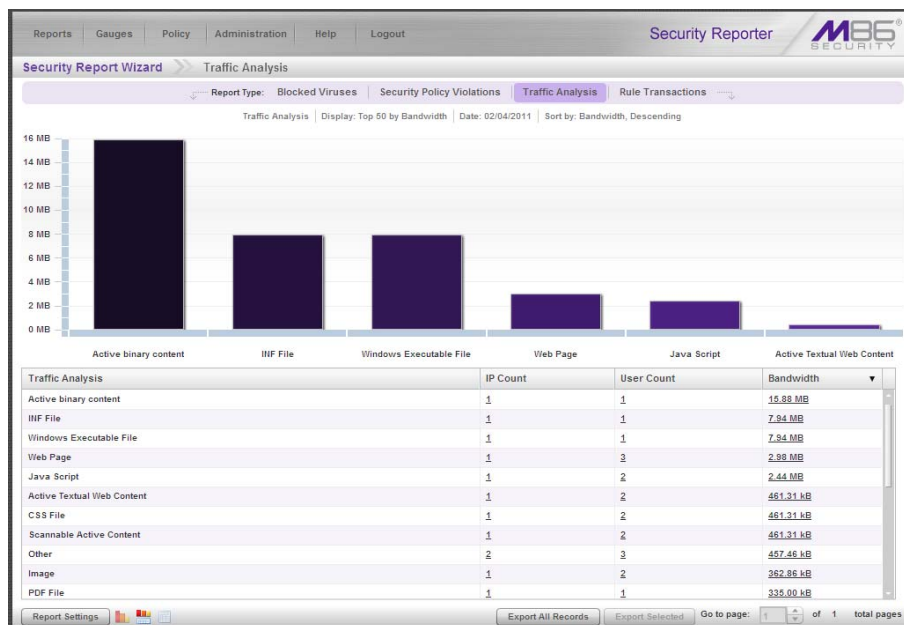 Reports Gauges Policy Administration Help Logout Security Reporter M86® SECURITY
Security Report Wizard Traffic Analysis
Report Type: Blocked Viruses Security Policy Violations Traffic Analysis Rule Transactions
Traffic Analysis Display: Top 50 by Bandwidth Date: 02/04/2011 Sort by: Bandwidth, Descending
16 MB
14 MB
12 MB
10 MB
8 MB
6 MB
4 MB
2 MB
0 MB
Active binary content INF File Windows Executable File Web Page Java Script Active Textual Web Content
Traffic Analysis IP Count User Count Bandwidth
Active binary content 1 1 15.88 MB
INF File 1 1 7.94 MB
Windows Executable File 1 1 7.94 MB
Web Page 1 3 2.98 MB
Java Script 1 2 2.44 MB
Active Textual Web Content 1 2 461.31 kB
CSS File 1 2 461.31 kB
Scannable Active Content 1 2 461.31 kB
Other 2 3 457.46 kB
Image 1 2 362.86 kB
PDF File 1 1 335.00 kB
Report Settings Export All Records Export Selected Go to page: 1 of 1 total pages